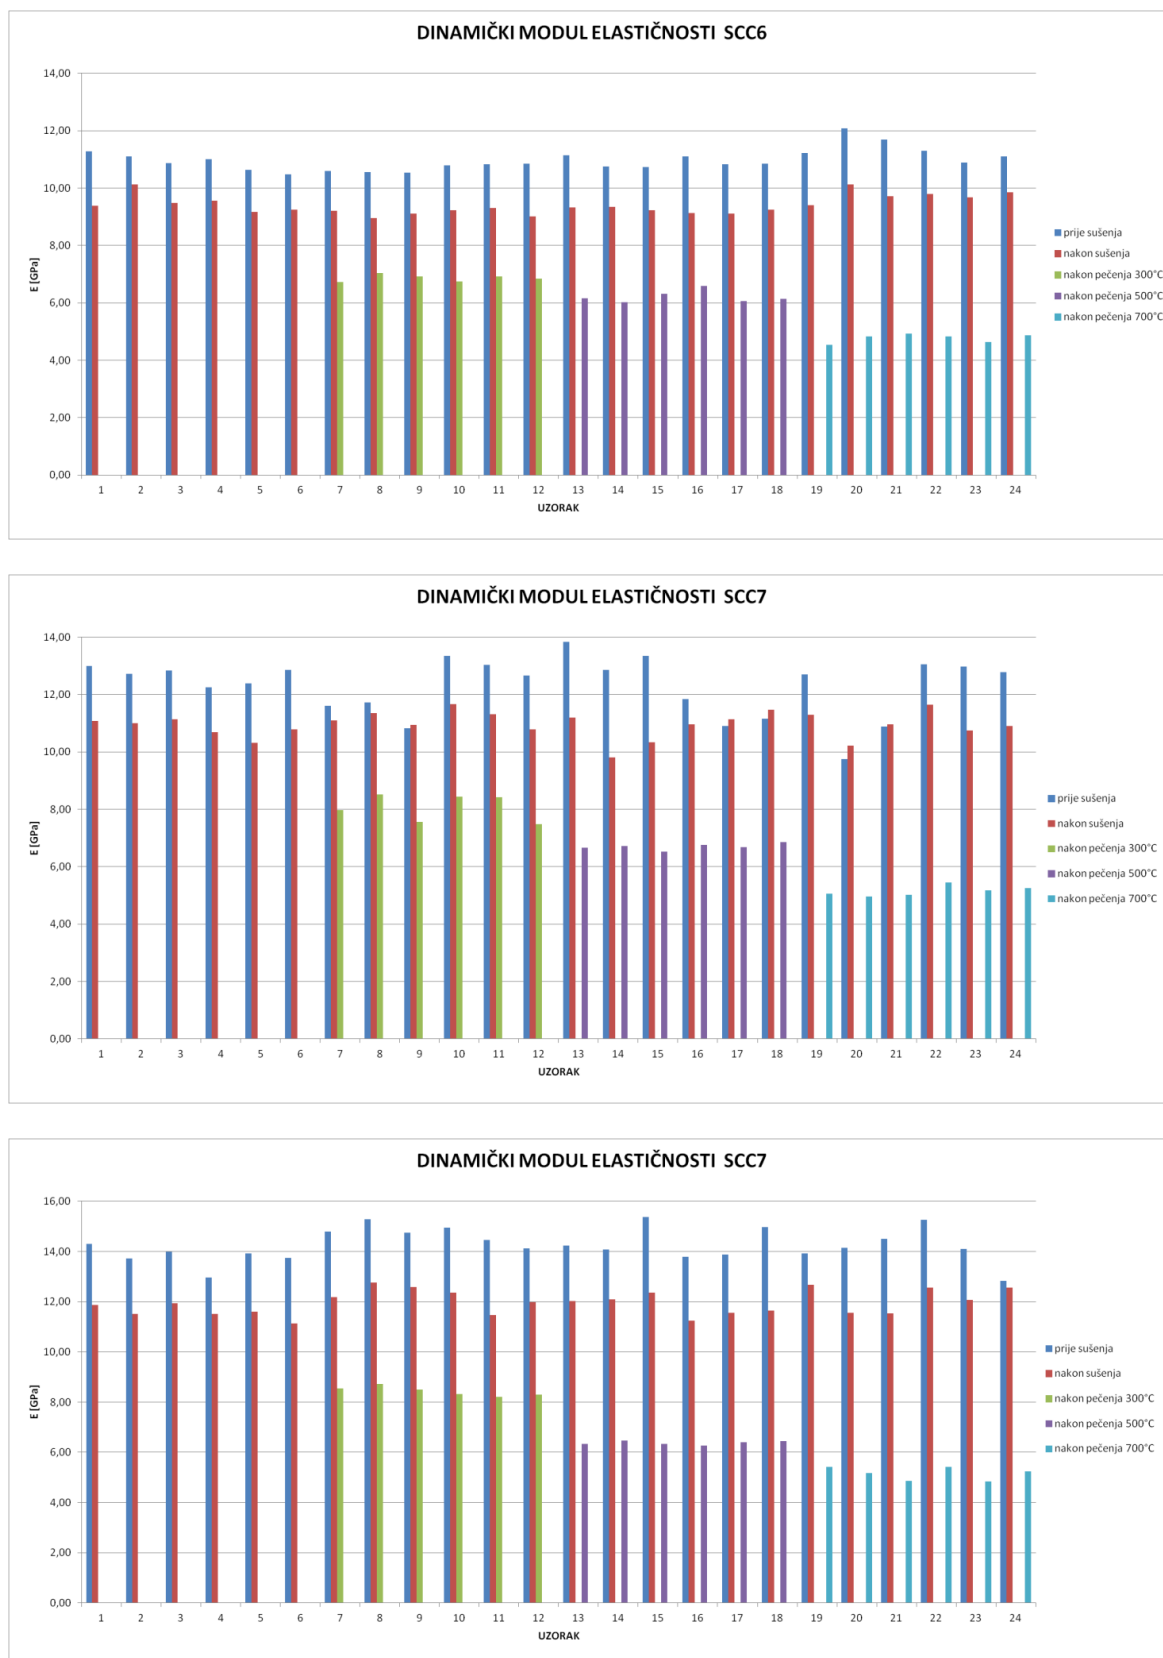 DINAMIČKI MODUL ELASTIČNOSTI SCC6
14,00
12,00
10,00
8,00
6,00
4,00
2,00
0,00
E [GPa]
1 2 3 4 5 6 7 8 9 10 11 12 13 14 15 16 17 18 19 20 21 22 23 24
UZORAK
prije sušenja
nakon sušenja
nakon pečenja 300°C
nakon pečenja 500°C
nakon pečenja 700°C
DINAMIČKI MODUL ELASTIČNOSTI SCC7
14,00
12,00
10,00
8,00
6,00
4,00
2,00
0,00
E [GPa]
1 2 3 4 5 6 7 8 9 10 11 12 13 14 15 16 17 18 19 20 21 22 23 24
UZORAK
prije sušenja
nakon sušenja
nakon pečenja 300°C
nakon pečenja 500°C
nakon pečenja 700°C
DINAMIČKI MODUL ELASTIČNOSTI SCC7
16,00
14,00
12,00
10,00
8,00
6,00
4,00
2,00
0,00
E [GPa]
1 2 3 4 5 6 7 8 9 10 11 12 13 14 15 16 17 18 19 20 21 22 23 24
UZORAK
prije sušenja
nakon sušenja
nakon pečenja 300°C
nakon pečenja 500°C
nakon pečenja 700°C